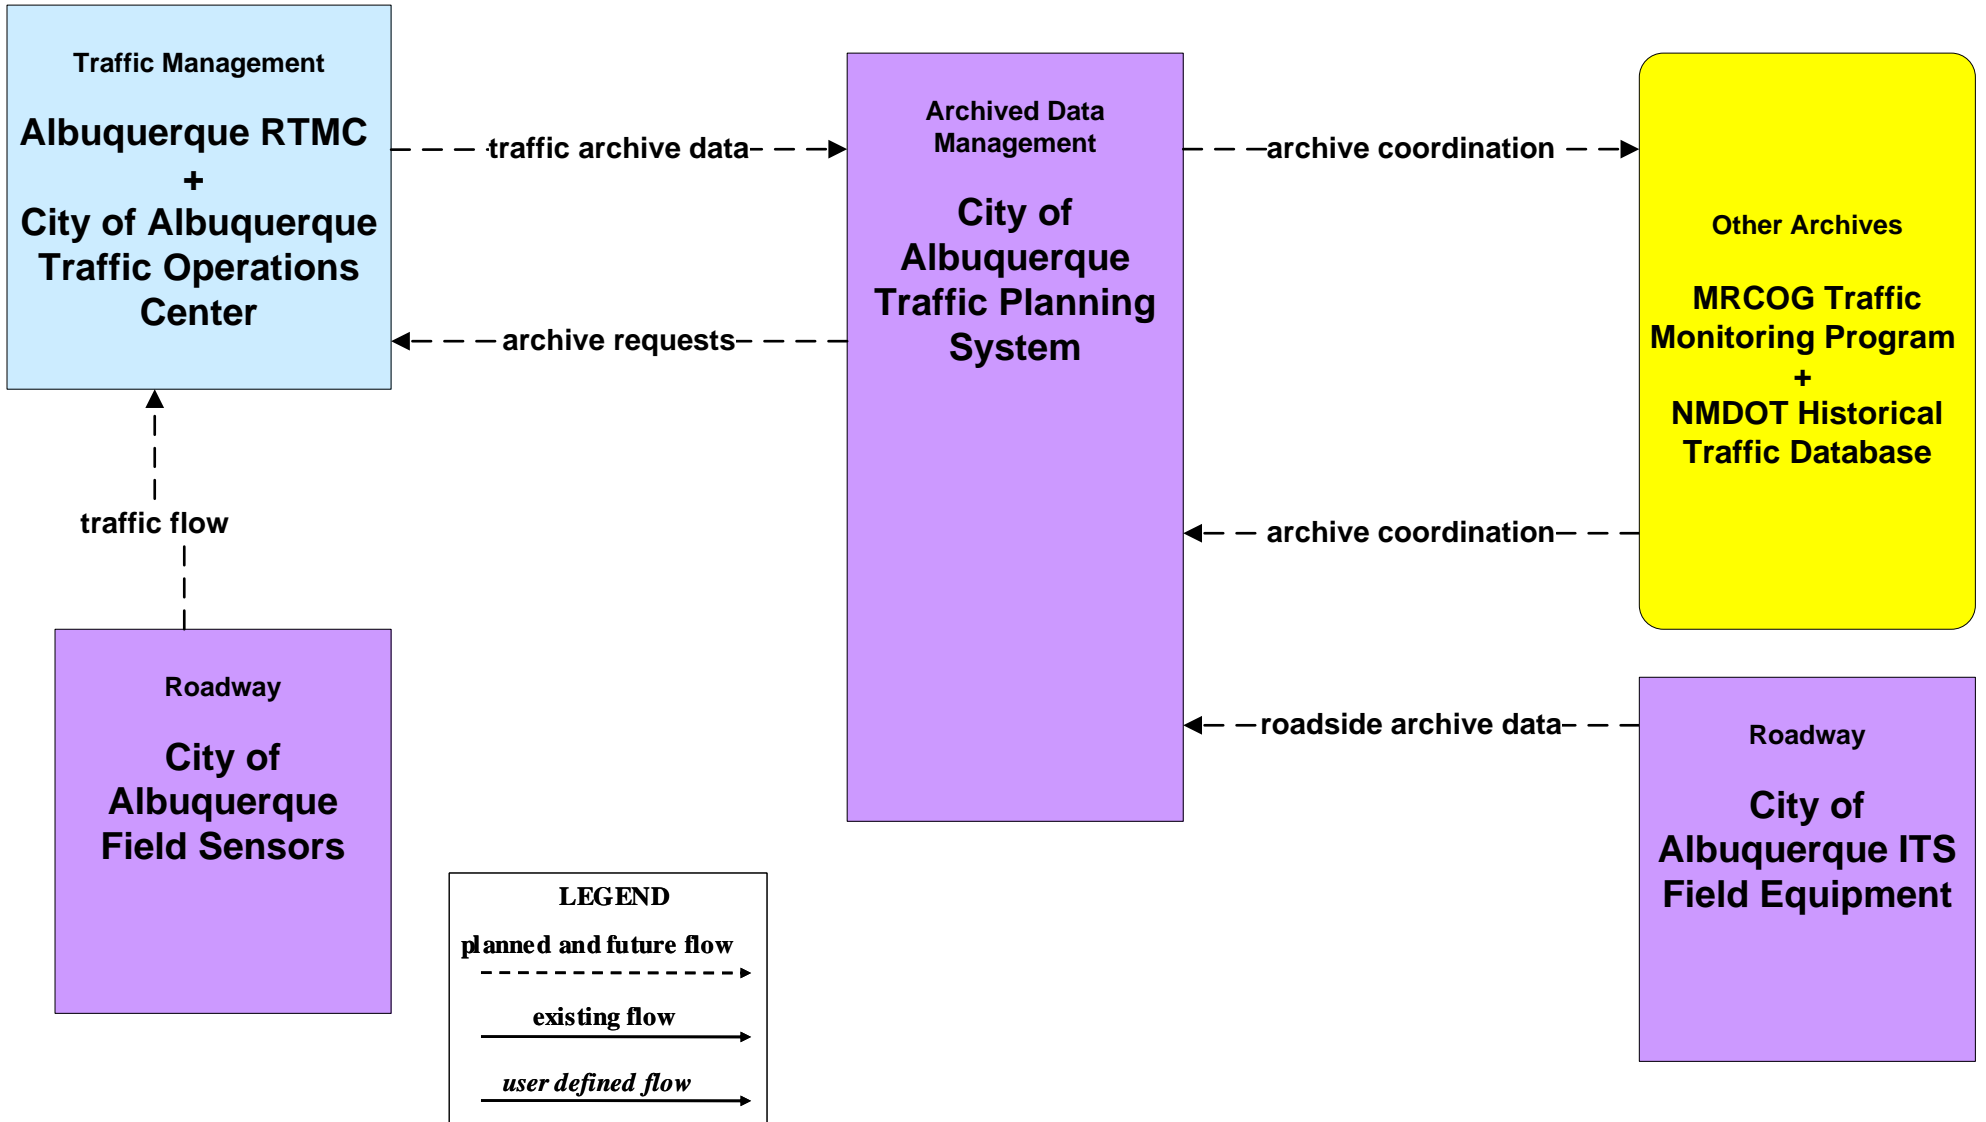 Traffic Management
Albuquerque RTMC
+
City of Albuquerque
Traffic Operations
Center
traffic archive data
archive requests
traffic flow
Roadway
City of
Albuquerque
Field Sensors
Archived Data
Management
City of
Albuquerque
Traffic Planning
System
archive coordination
archive coordination
roadside archive data
Other Archives
MRCOG Traffic
Monitoring Program
+
NMDOT Historical
Traffic Database
Roadway
City of
Albuquerque ITS
Field Equipment
LEGEND
planned and future flow
existing flow
user defined flow